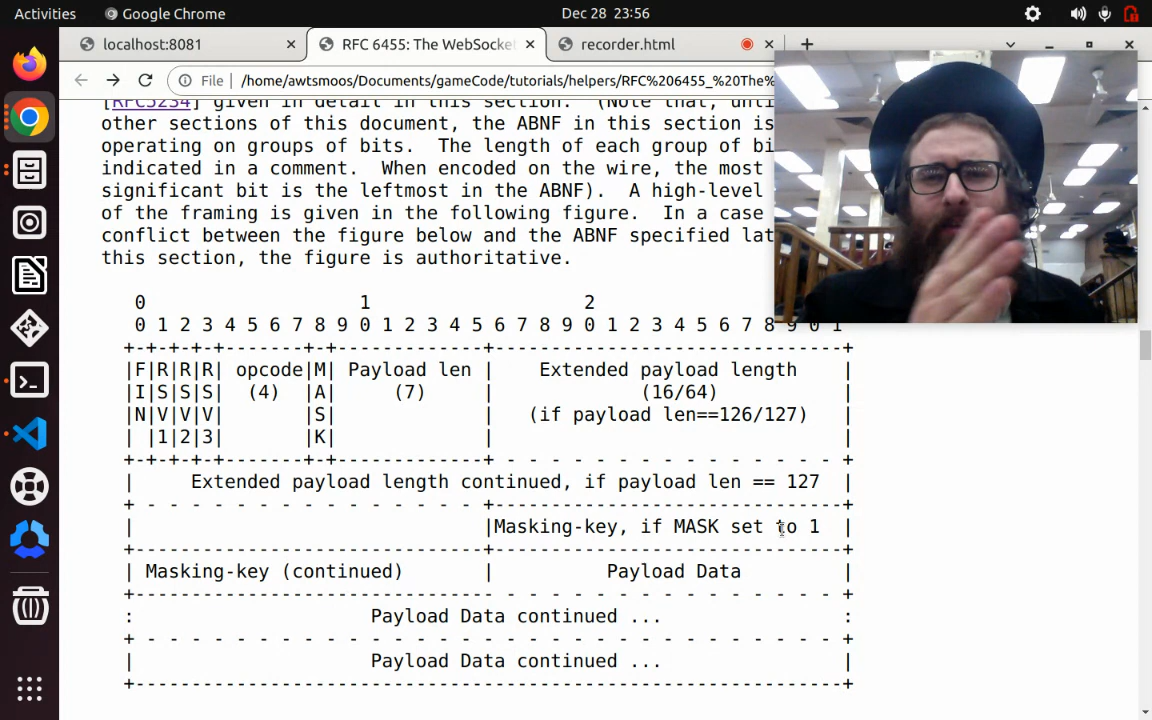 Activities
Google Chrome
Dec 28 23:56
localhost:8081
RFC 6455: The WebSocket
recorder.html
File
/home/awtsmoos/Documents/gameCode/tutorials/helpers/RFC%206455_%20The%
[RFC5234] given in detail in this section. (Note that, unli
other sections of this document, the ABNF in this section is
operating on groups of bits. The length of each group of bi
indicated in a comment. When encoded on the wire, the most
significant bit is the leftmost in the ABNF). A high-level
of the framing is given in the following figure. In a case
conflict between the figure below and the ABNF specified lat
this section, the figure is authoritative.
0 1 2
0 1 2 3 4 5 6 7 8 9 0 1 2 3 4 5 6 7 8 9 0 1 2 3 4 5 6 7 8 9 0 1
+-+-+-+-+-------+-+-------------+-------------------------------+
|F|R|R|R| opcode|M| Payload len | Extended payload length |
|I|S|S|S| (4) |A| (7) | (16/64) |
|N|V|V|V| |S| | (if payload len==126/127) |
| |1|2|3| |K| | |
+-+-+-+-+-------+-+-------------+ - - - - - - - - - - - - - - - +
| Extended payload length continued, if payload len == 127 |
+ - - - - - - - - - - - - - - - +-------------------------------+
| |Masking-key, if MASK set to 1 |
+-------------------------------+-------------------------------+
| Masking-key (continued) | Payload Data |
+-------------------------------- - - - - - - - - - - - - - - - +
: Payload Data continued ... :
+ - - - - - - - - - - - - - - - - - - - - - - - - - - - - - - - +
| Payload Data continued ... |
+---------------------------------------------------------------+